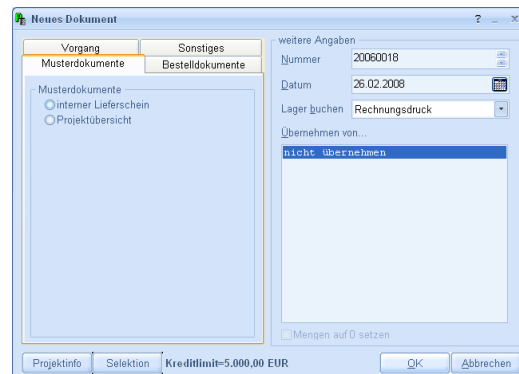 Neues Dokument
Vorgang
Sonstiges
Musterdokumente
Bestelldokumente
Musterdokumente
interner Lieferschein
Projektübersicht
weitere Angaben
Nummer 20060018
Datum 26.02.2008
Lager buchen Rechnungsdruck
Übernehmen von...
nicht übernehmen
Mengen auf 0 setzen
Projektinfo
Selektion
Kreditlimit=5.000,00 EUR
OK
Abbrechen